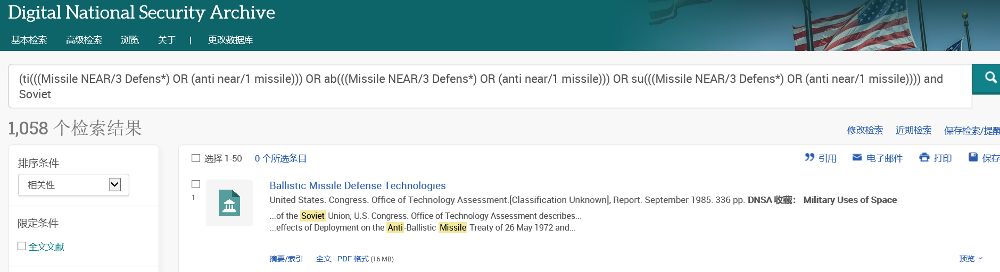 Digital National Security Archive
基本检索 高级检索 浏览 关于 | 更改数据库
(ti(((Missile NEAR/3 Defens*) OR (anti near/1 missile))) OR ab(((Missile NEAR/3 Defens*) OR (anti near/1 missile))) OR su(((Missile NEAR/3 Defens*) OR (anti near/1 missile)))) and
Soviet
1,058 个检索结果
修改检索 近期检索 保存检索/提醒
排序条件
相关性
限定条件
全文文献
选择 1-50 0 个所选条目
引用 电子邮件 打印 保存
1
Ballistic Missile Defense Technologies
United States. Congress. Office of Technology Assessment.[Classification Unknown], Report. September 1985: 336 pp. DNSA 收藏： Military Uses of Space
...of the Soviet Union; U.S. Congress. Office of Technology Assessment describes...
...effects of Deployment on the Anti-Ballistic Missile Treaty of 26 May 1972 and...
摘要/索引 全文 - PDF 格式 (16 MB)
预览